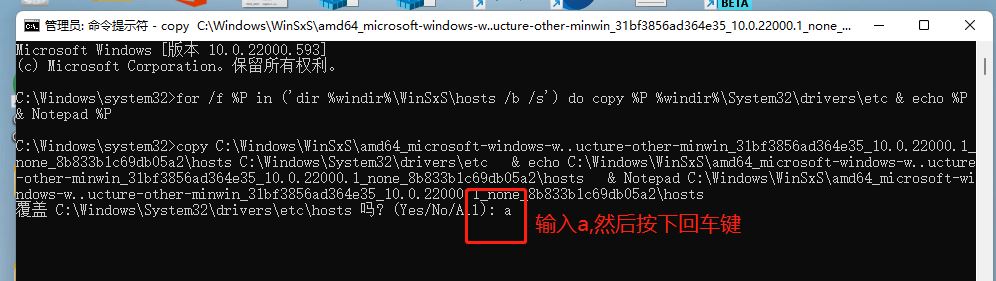 BETA
管理员: 命令提示符 - copy C:\Windows\WinSxS\amd64_microsoft-windows-w..ucture-other-minwin_31bf3856ad364e35_10.0.22000.1_none_...
Microsoft Windows [版本 10.0.22000.593]
(c) Microsoft Corporation。保留所有权利。
C:\Windows\system32>for /f %P in ('dir %windir%\WinSxS\hosts /b /s') do copy %P %windir%\System32\drivers\etc & echo %P
& Notepad %P
C:\Windows\system32>copy C:\Windows\WinSxS\amd64_microsoft-windows-w..ucture-other-minwin_31bf3856ad364e35_10.0.22000.1_
none_8b833b1c69db05a2\hosts C:\Windows\System32\drivers\etc & echo C:\Windows\WinSxS\amd64_microsoft-windows-w..ucture
-other-minwin_31bf3856ad364e35_10.0.22000.1_none_8b833b1c69db05a2\hosts & Notepad C:\Windows\WinSxS\amd64_microsoft-wi
ndows-w..ucture-other-minwin_31bf3856ad364e35_10.0.22000.1_none_8b833b1c69db05a2\hosts
覆盖 C:\Windows\System32\drivers\etc\hosts 吗? (Yes/No/All): a
输入a,然后按下回车键